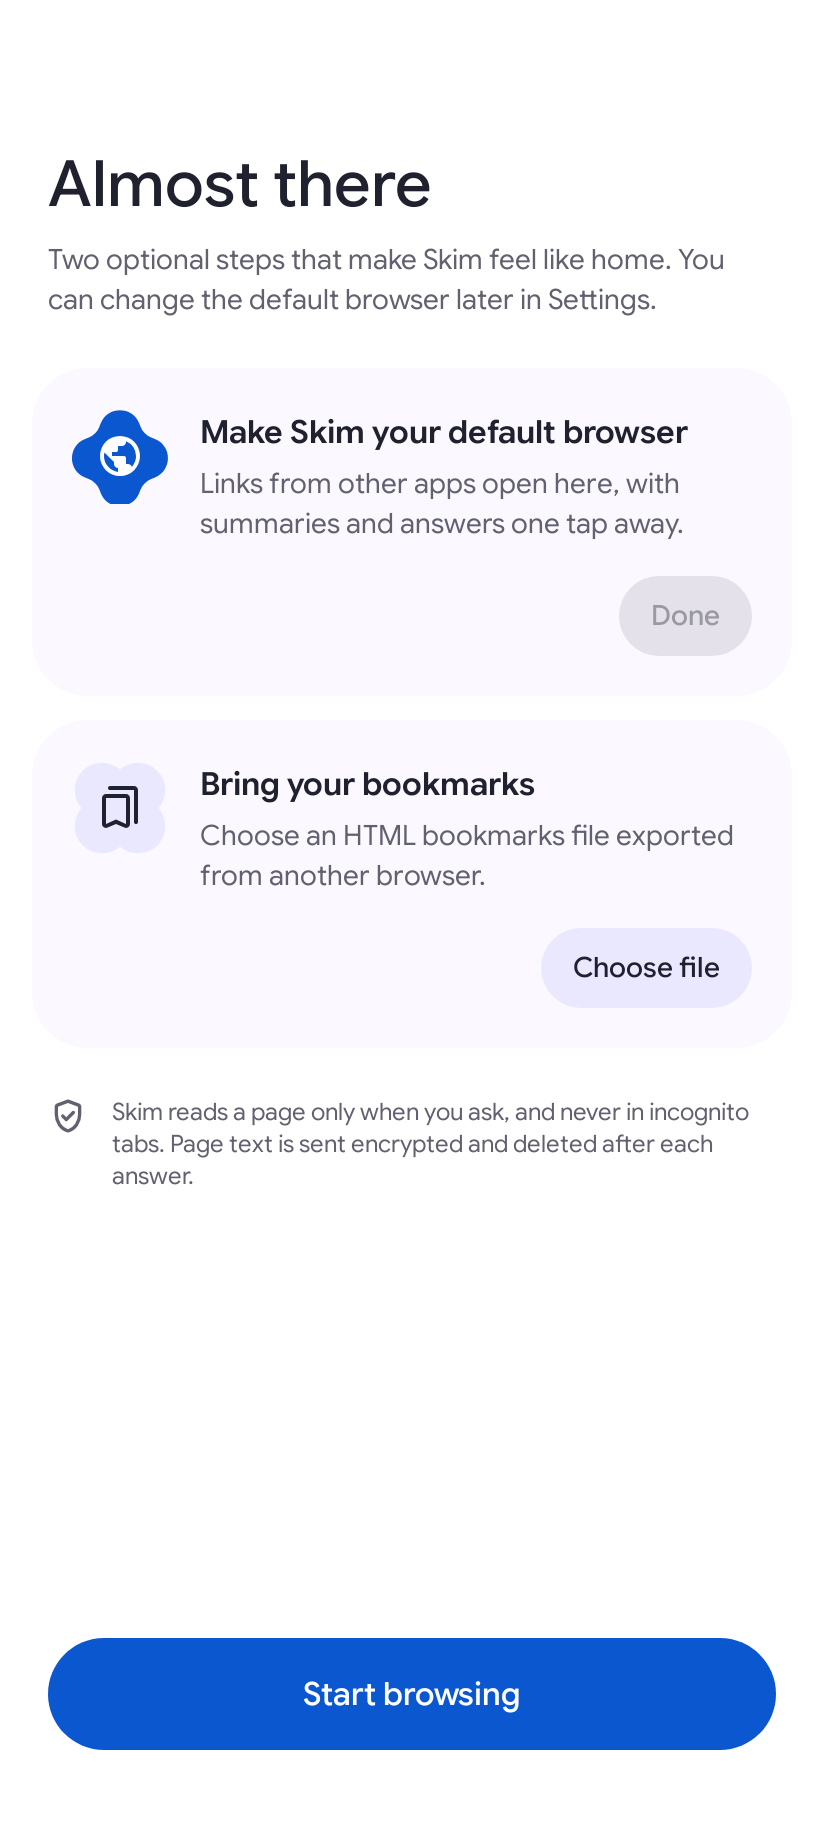 Almost there
Two optional steps that make Skim feel like home. You
can change the default browser later in Settings.
Make Skim your default browser
Links from other apps open here, with
summaries and answers one tap away.
Done
Bring your bookmarks
Choose an HTML bookmarks file exported
from another browser.
Choose file
Skim reads a page only when you ask, and never in incognito
tabs. Page text is sent encrypted and deleted after each
answer.
Start browsing